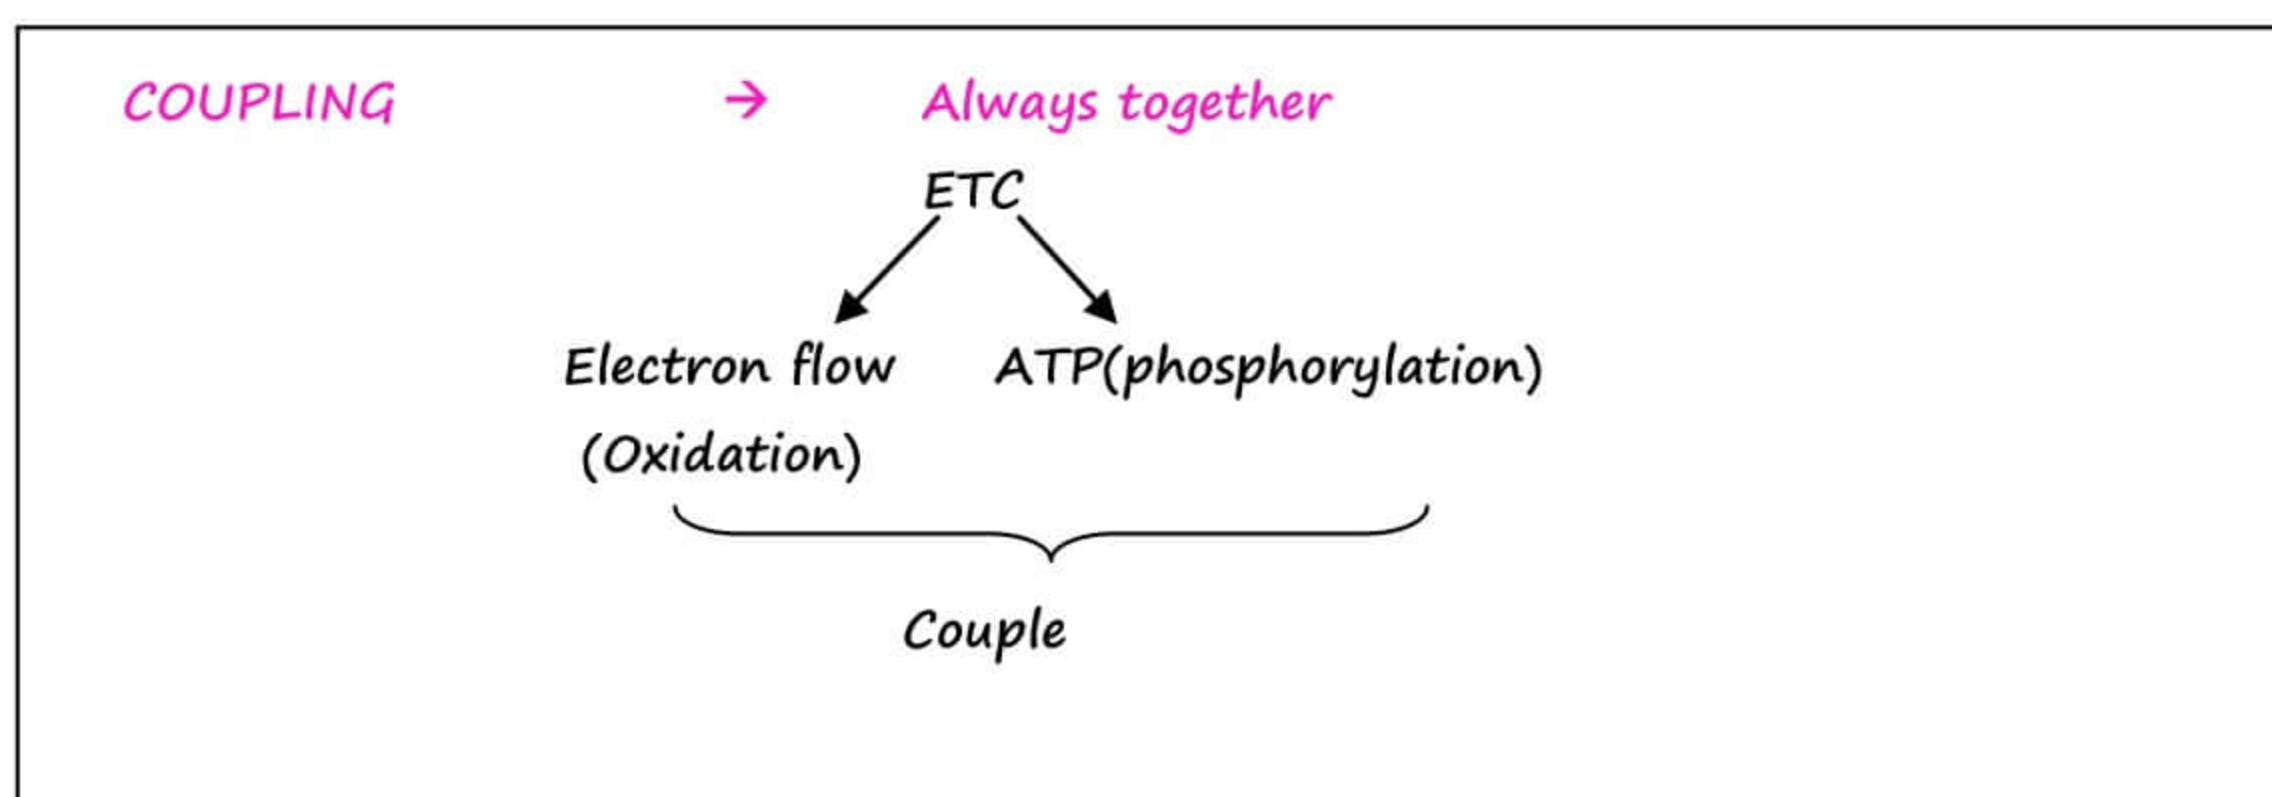 COUPLING → Always together
ETC
Electron flow ATP(phosphorylation)
(Oxidation)
Couple